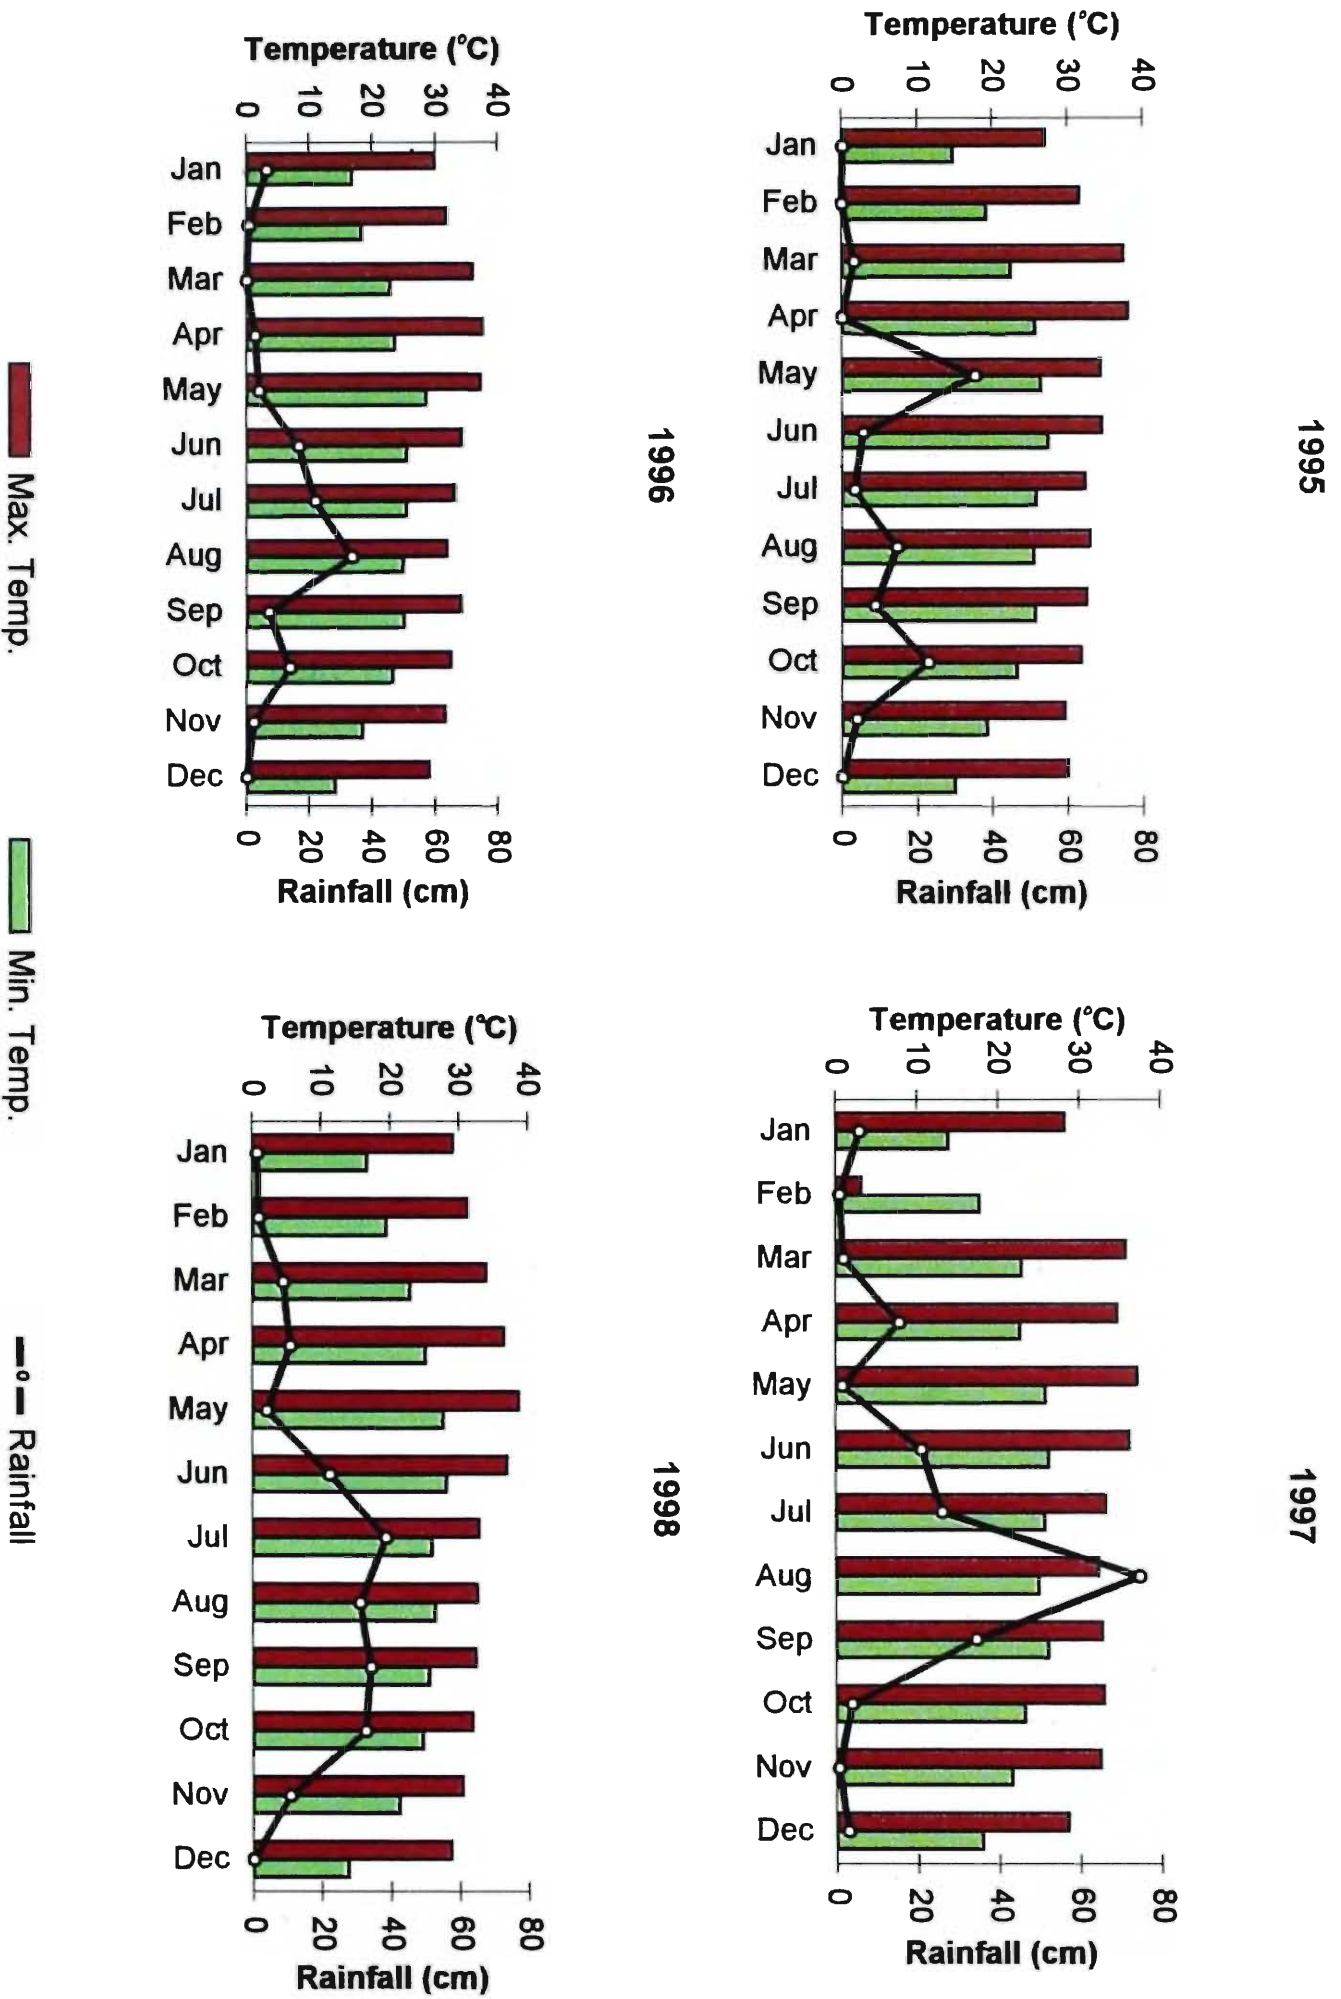 1995
Temperature (°C)
0 10 20 30 40
Jan
Feb
Mar
Apr
May
Jun
Jul
Aug
Sep
Oct
Nov
Dec
0 20 40 60 80
Rainfall (cm)
1997
Temperature (°C)
0 10 20 30 40
Jan
Feb
Mar
Apr
May
Jun
Jul
Aug
Sep
Oct
Nov
Dec
0 20 40 60 80
Rainfall (cm)
1996
Temperature (°C)
0 10 20 30 40
Jan
Feb
Mar
Apr
May
Jun
Jul
Aug
Sep
Oct
Nov
Dec
0 20 40 60 80
Rainfall (cm)
1998
Temperature (°C)
0 10 20 30 40
Jan
Feb
Mar
Apr
May
Jun
Jul
Aug
Sep
Oct
Nov
Dec
0 20 40 60 80
Rainfall (cm)
Max. Temp.
Min. Temp.
Rainfall